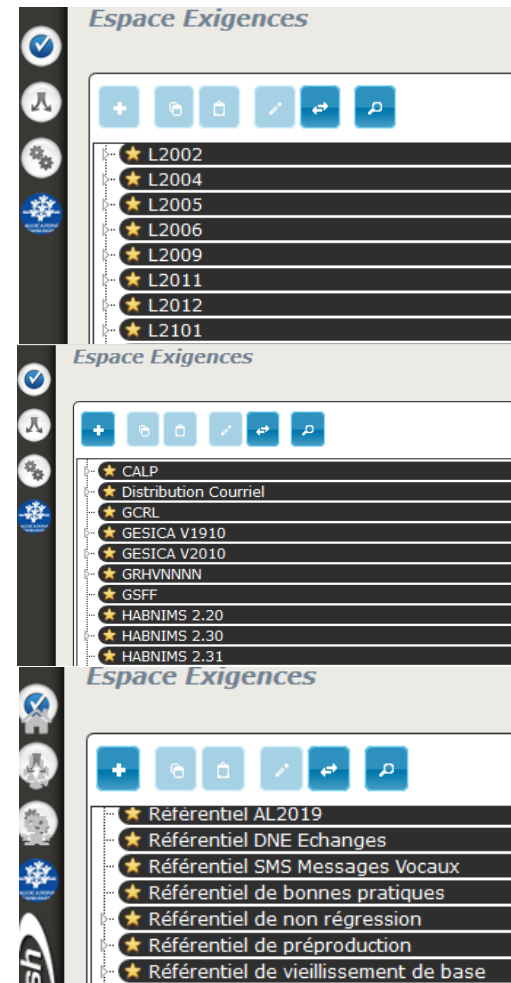 Espace Exigences
L2002
L2004
L2005
L2006
L2009
L2011
L2012
L2101
Espace Exigences
CALP
Distribution Courriel
GCRL
GESICA V1910
GESICA V2010
GRHVNNNN
GSFF
HABNIMS 2.20
HABNIMS 2.30
HABNIMS 2.31
Espace Exigences
Référentiel AL2019
Référentiel DNE Echanges
Référentiel SMS Messages Vocaux
Référentiel de bonnes pratiques
Référentiel de non régression
Référentiel de préproduction
Référentiel de vieillissement de base
sh